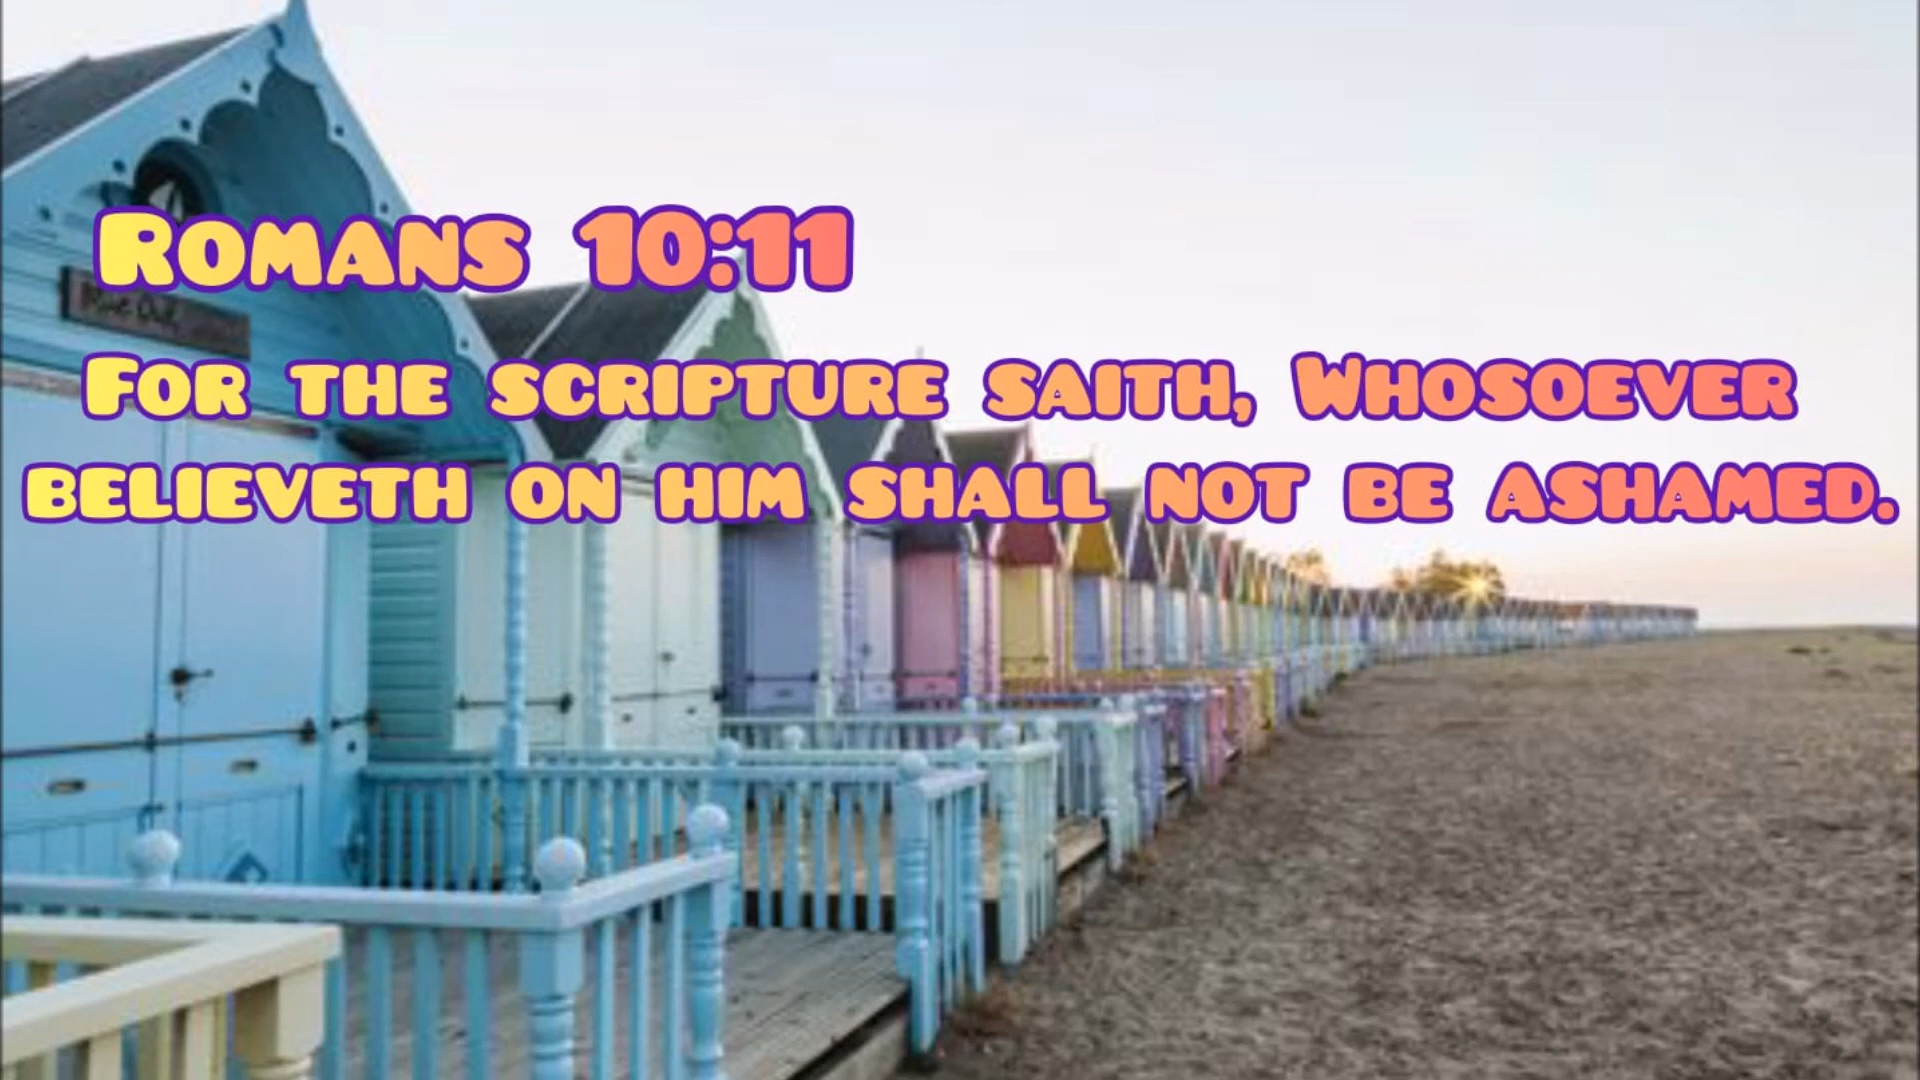 Romans 10:11
For the scripture saith, Whosoever
believeth on him shall not be ashamed.